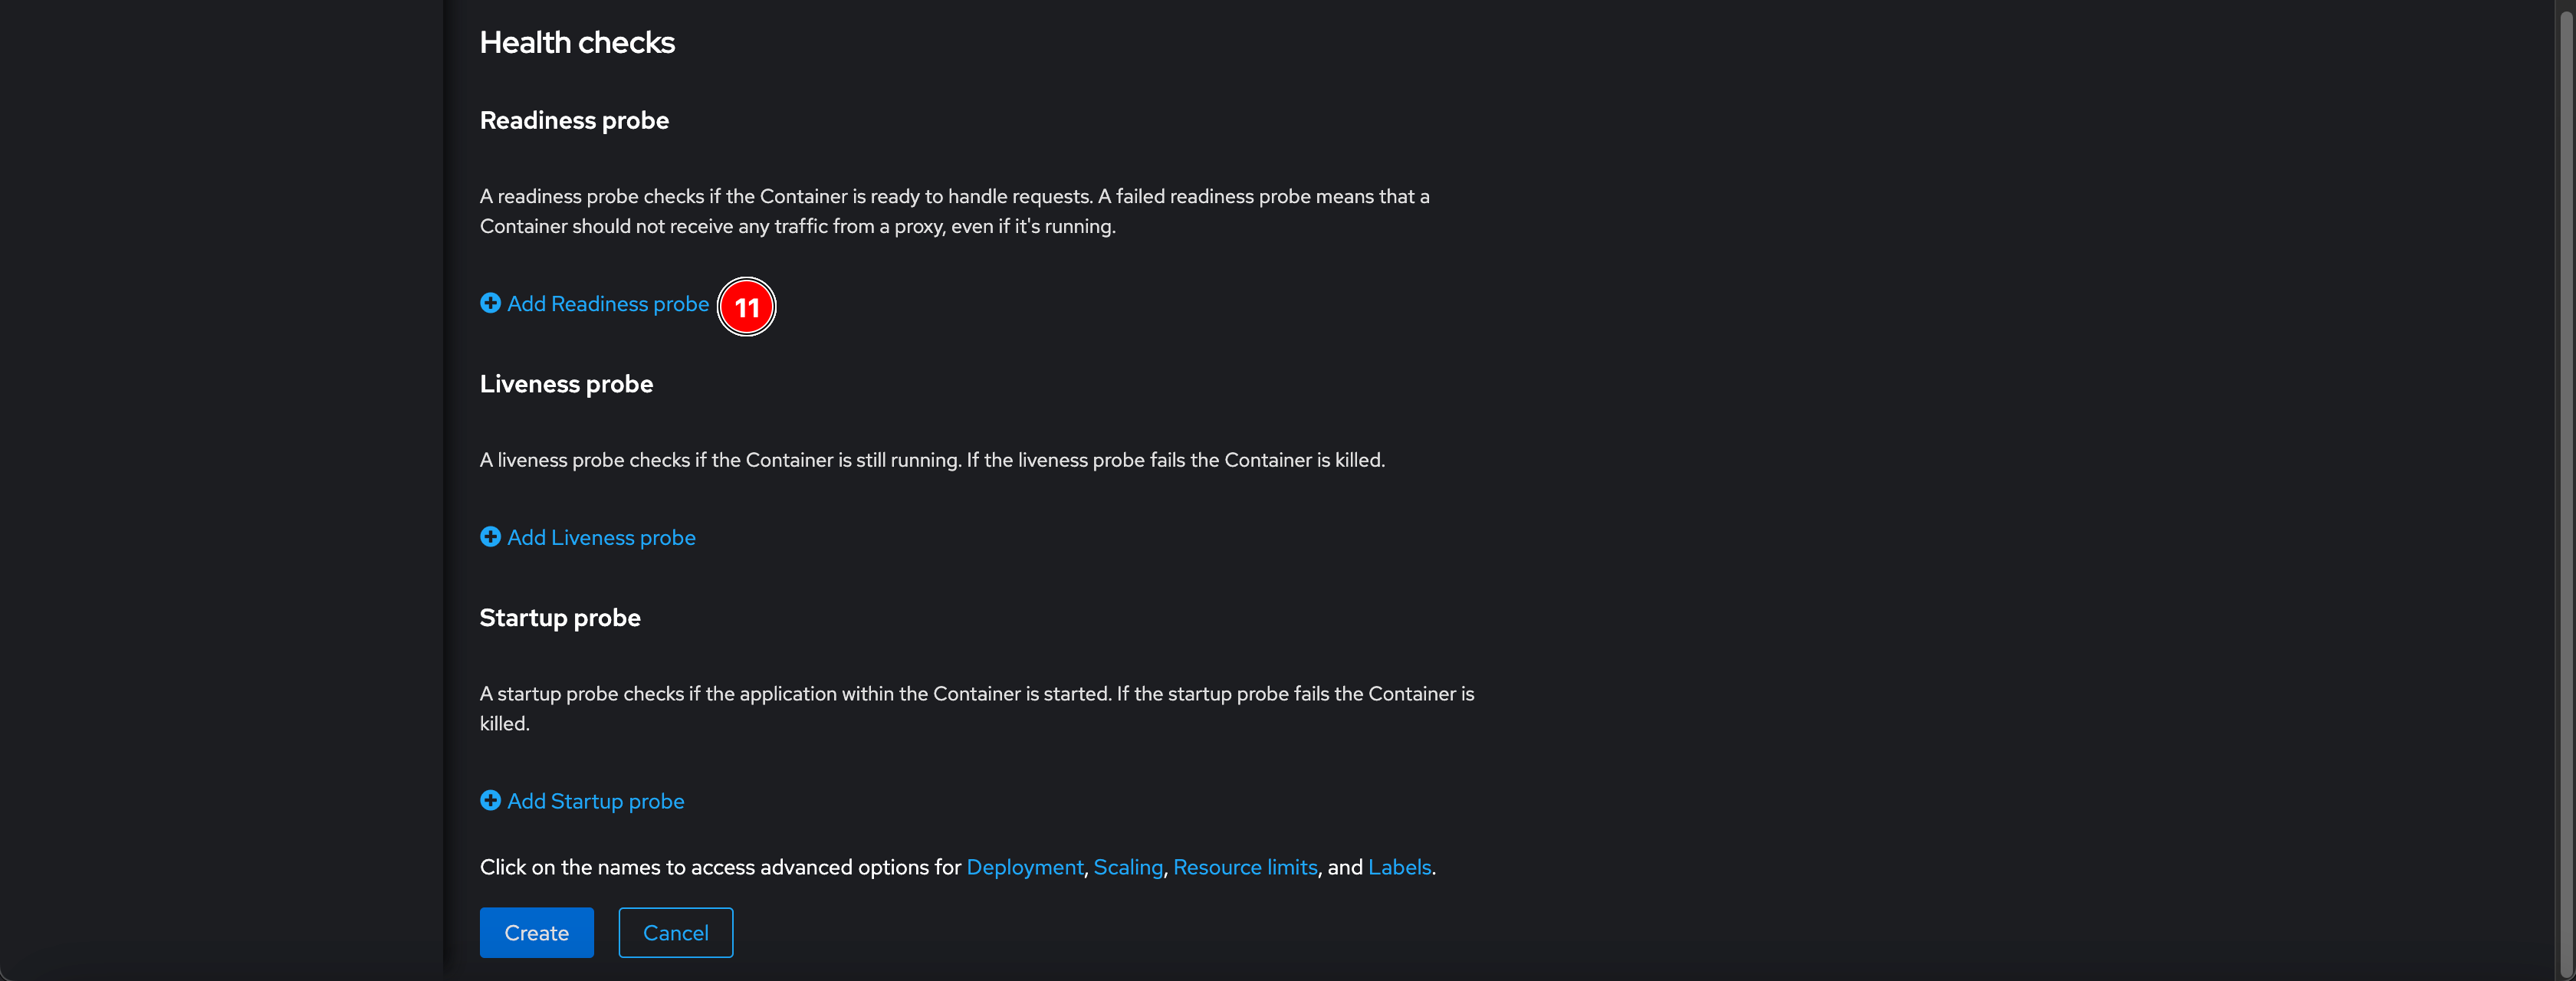 Health checks
Readiness probe
A readiness probe checks if the Container is ready to handle requests. A failed readiness probe means that a
Container should not receive any traffic from a proxy, even if it's running.
Add Readiness probe 11
Liveness probe
A liveness probe checks if the Container is still running. If the liveness probe fails the Container is killed.
Add Liveness probe
Startup probe
A startup probe checks if the application within the Container is started. If the startup probe fails the Container is
killed.
Add Startup probe
Click on the names to access advanced options for Deployment, Scaling, Resource limits, and Labels.
Create Cancel